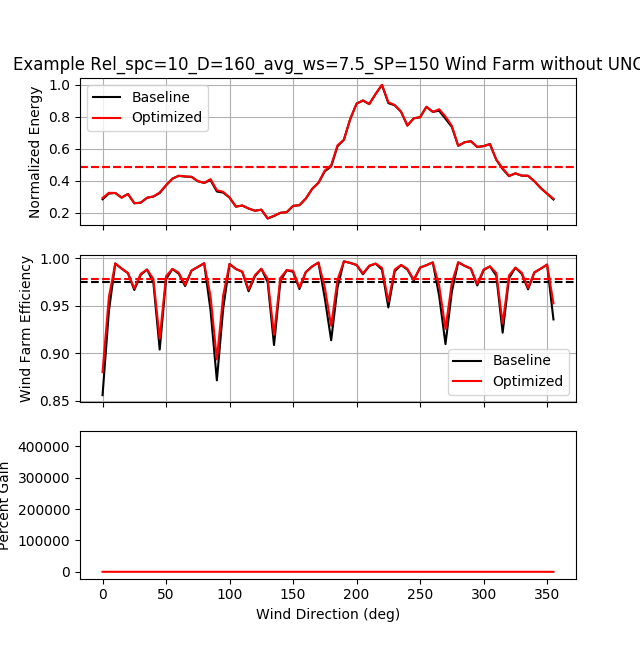 Example Rel_spc=10_D=160_avg_ws=7.5_SP=150 Wind Farm without UNC
Normalized Energy
1.0
0.8
0.6
0.4
0.2
Baseline
Optimized
Wind Farm Efficiency
1.00
0.95
0.90
0.85
Baseline
Optimized
Percent Gain
400000
300000
200000
100000
0
0 50 100 150 200 250 300 350
Wind Direction (deg)